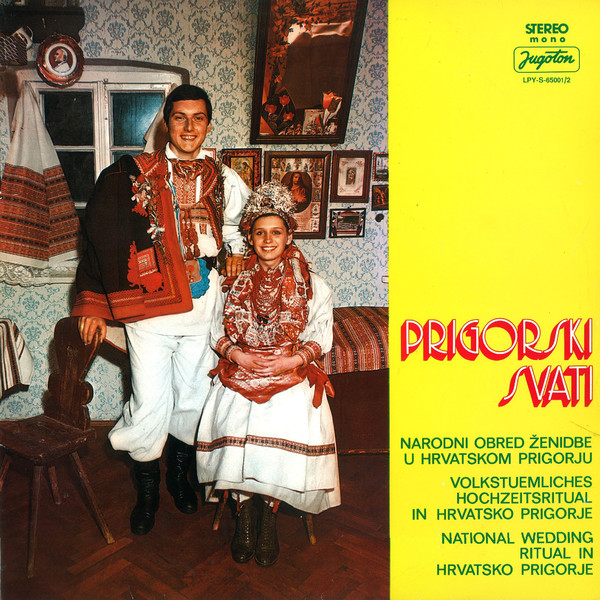 STEREO
mono
Jugoton
LPY-S-65001/2
PRIGORSKI
SVATI
NARODNI OBRED ŽENIDBE
U HRVATSKOM PRIGORJU
VOLKSTUEMLICHES
HOCHZEITSRITUAL
IN HRVATSKO PRIGORJE
NATIONAL WEDDING
RITUAL IN
HRVATSKO PRIGORJE